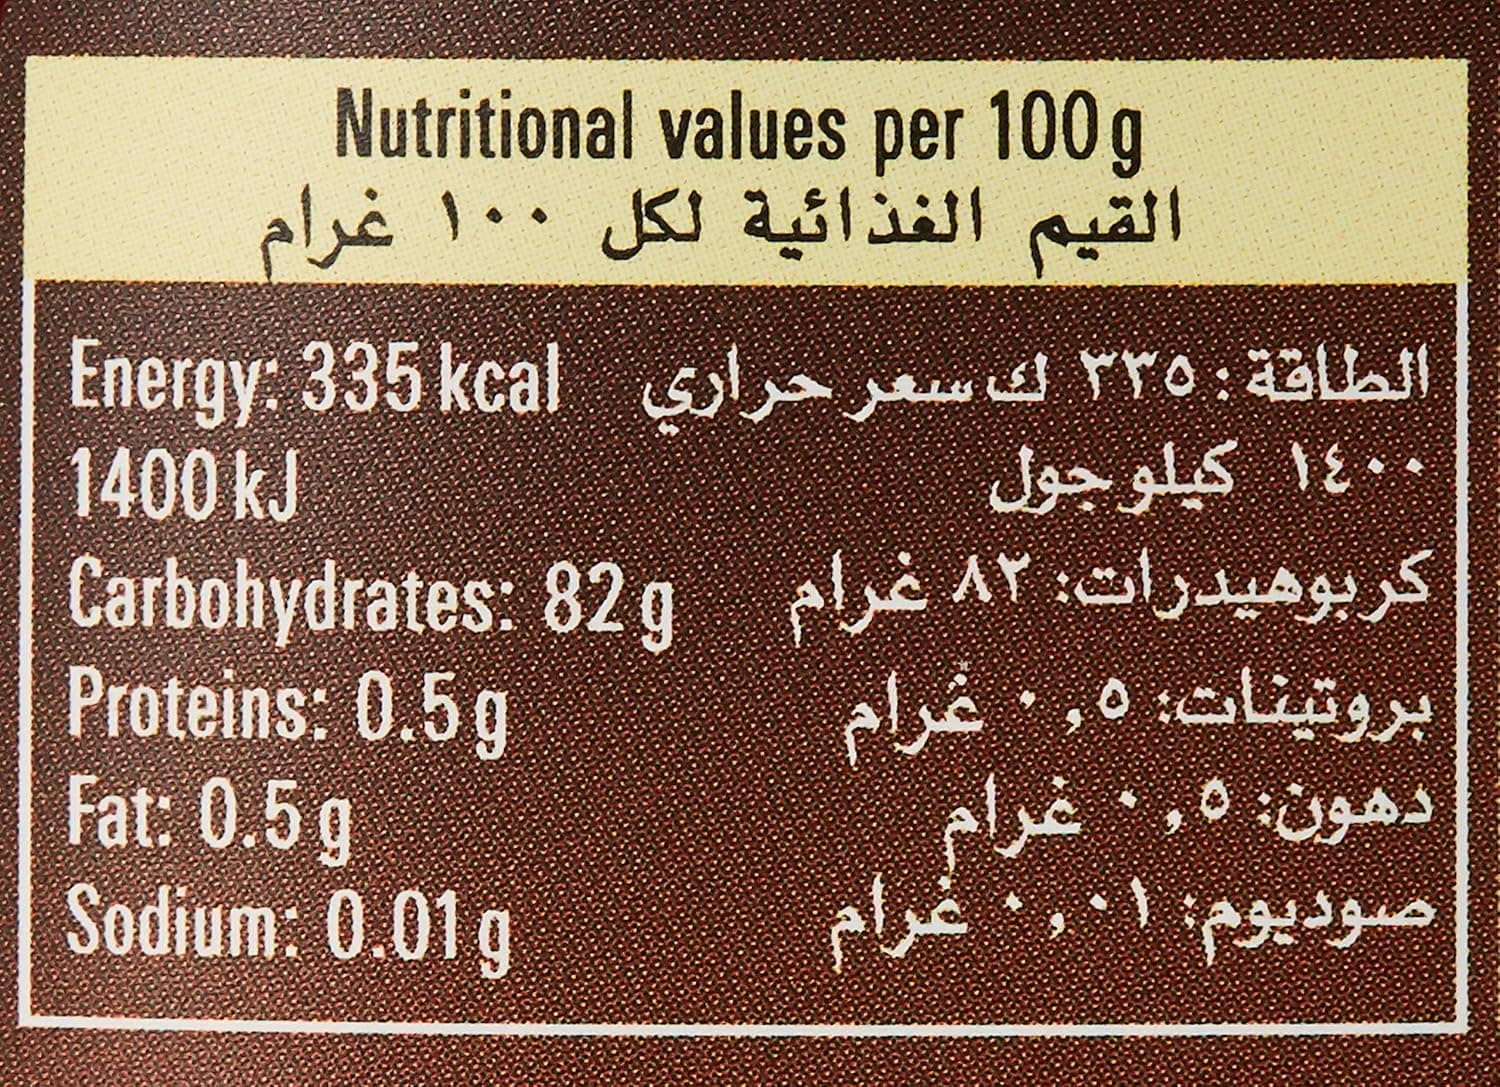 Nutritional values per 100 g
القيم الغذائية لكل ١٠٠ غرام
Energy: 335 kcal الطاقة: ٣٣٥ ك سعر حراري
1400 kJ ١٤٠٠ كيلو جول
Carbohydrates: 82 g كربوهيدرات: ٨٢ غرام
Proteins: 0.5 g بروتينات: ٠,٥ غرام
Fat: 0.5 g دهون: ٠,٥ غرام
Sodium: 0.01 g صوديوم: ٠,٠١ غرام